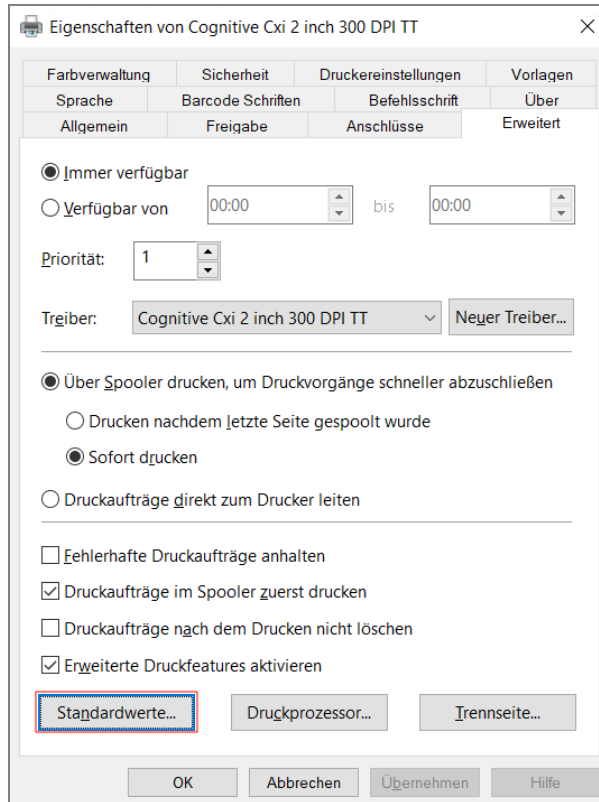 Eigenschaften von Cognitive Cxi 2 inch 300 DPI TT
Farbverwaltung Sicherheit Druckereinstellungen Vorlagen
Sprache Barcode Schriften Befehlsschrift Über
Allgemein Freigabe Anschlüsse Erweitert
Immer verfügbar
Verfügbar von 00:00 bis 00:00
Priorität: 1
Treiber: Cognitive Cxi 2 inch 300 DPI TT Neuer Treiber...
Über Spooler drucken, um Druckvorgänge schneller abzuschließen
Drucken nachdem letzte Seite gespoolt wurde
Sofort drucken
Druckaufträge direkt zum Drucker leiten
Fehlerhafte Druckaufträge anhalten
Druckaufträge im Spooler zuerst drucken
Druckaufträge nach dem Drucken nicht löschen
Erweiterte Druckfeatures aktivieren
Standardwerte... Druckprozessor... Trennseite...
OK Abbrechen Übernehmen Hilfe